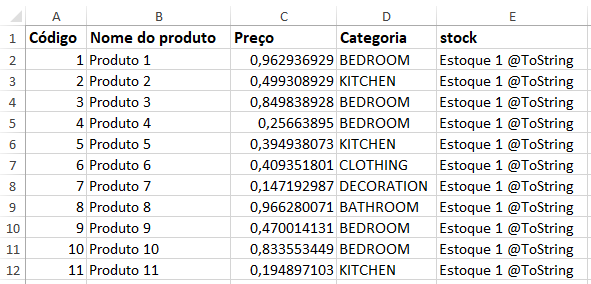 A B C D E
1 Código Nome do produto Preço Categoria stock
2 1 Produto 1 0,962936929 BEDROOM Estoque 1 @ToString
3 2 Produto 2 0,499308929 KITCHEN Estoque 1 @ToString
4 3 Produto 3 0,849838928 BEDROOM Estoque 1 @ToString
5 4 Produto 4 0,25663895 BEDROOM Estoque 1 @ToString
6 5 Produto 5 0,394938073 KITCHEN Estoque 1 @ToString
7 6 Produto 6 0,409351801 CLOTHING Estoque 1 @ToString
8 7 Produto 7 0,147192987 DECORATION Estoque 1 @ToString
9 8 Produto 8 0,966280071 BATHROOM Estoque 1 @ToString
10 9 Produto 9 0,470014131 BEDROOM Estoque 1 @ToString
11 10 Produto 10 0,833553449 BEDROOM Estoque 1 @ToString
12 11 Produto 11 0,194897103 KITCHEN Estoque 1 @ToString